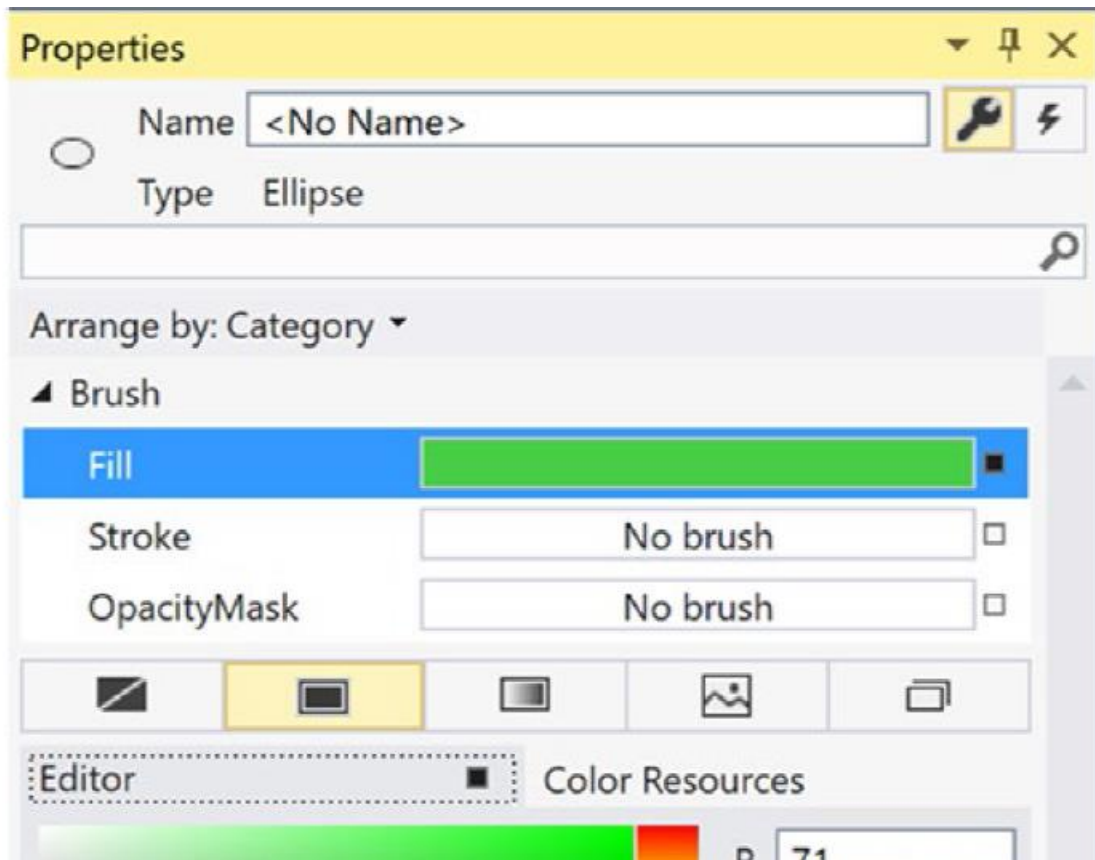 Properties
Name <No Name>
Type Ellipse
Arrange by: Category
Brush
Fill
Stroke No brush
OpacityMask No brush
Editor Color Resources